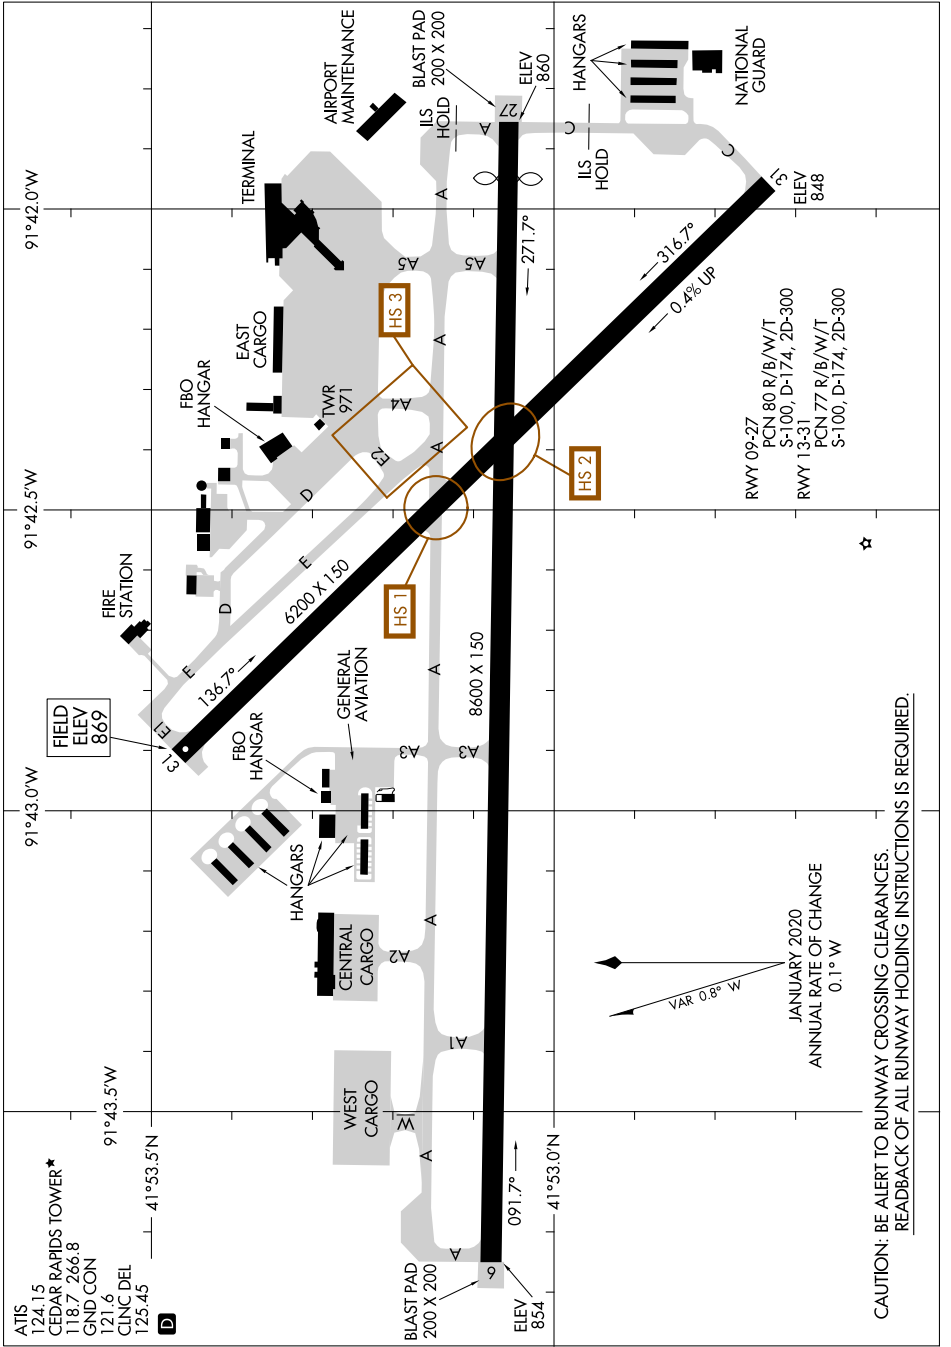 ATIS
124.15
CEDAR RAPIDS TOWER★
118.7 266.8
GND CON
121.6
CLNC DEL
125.45
D
91°43.5'W
91°43.0'W
91°42.5'W
91°42.0'W
41°53.5'N
41°53.0'N
FIELD
ELEV
869
13
E1
E
136.7°
FIRE
STATION
D
E
D
6200 X 150
FBO
HANGAR
EAST
CARGO
TERMINAL
AIRPORT
MAINTENANCE
TWR
971
E2
A4
HS 3
A5
A5
BLAST PAD
200 X 200
ILS
HOLD
A
27
ELEV
860
HANGARS
NATIONAL
GUARD
C
ILS
HOLD
C
31
ELEV
848
271.7°
316.7°
0.4% UP
HS 1
HS 2
A
A
A
A
A
A
A
8600 X 150
GENERAL
AVIATION
FBO
HANGAR
HANGARS
A3
A3
CENTRAL
CARGO
A2
A1
WEST
CARGO
W
BLAST PAD
200 X 200
9
ELEV
854
091.7°
RWY 09-27
PCN 80 R/B/W/T
S-100, D-174, 2D-300
RWY 13-31
PCN 77 R/B/W/T
S-100, D-174, 2D-300
VAR 0.8° W
JANUARY 2020
ANNUAL RATE OF CHANGE
0.1° W
CAUTION: BE ALERT TO RUNWAY CROSSING CLEARANCES.
READBACK OF ALL RUNWAY HOLDING INSTRUCTIONS IS REQUIRED.